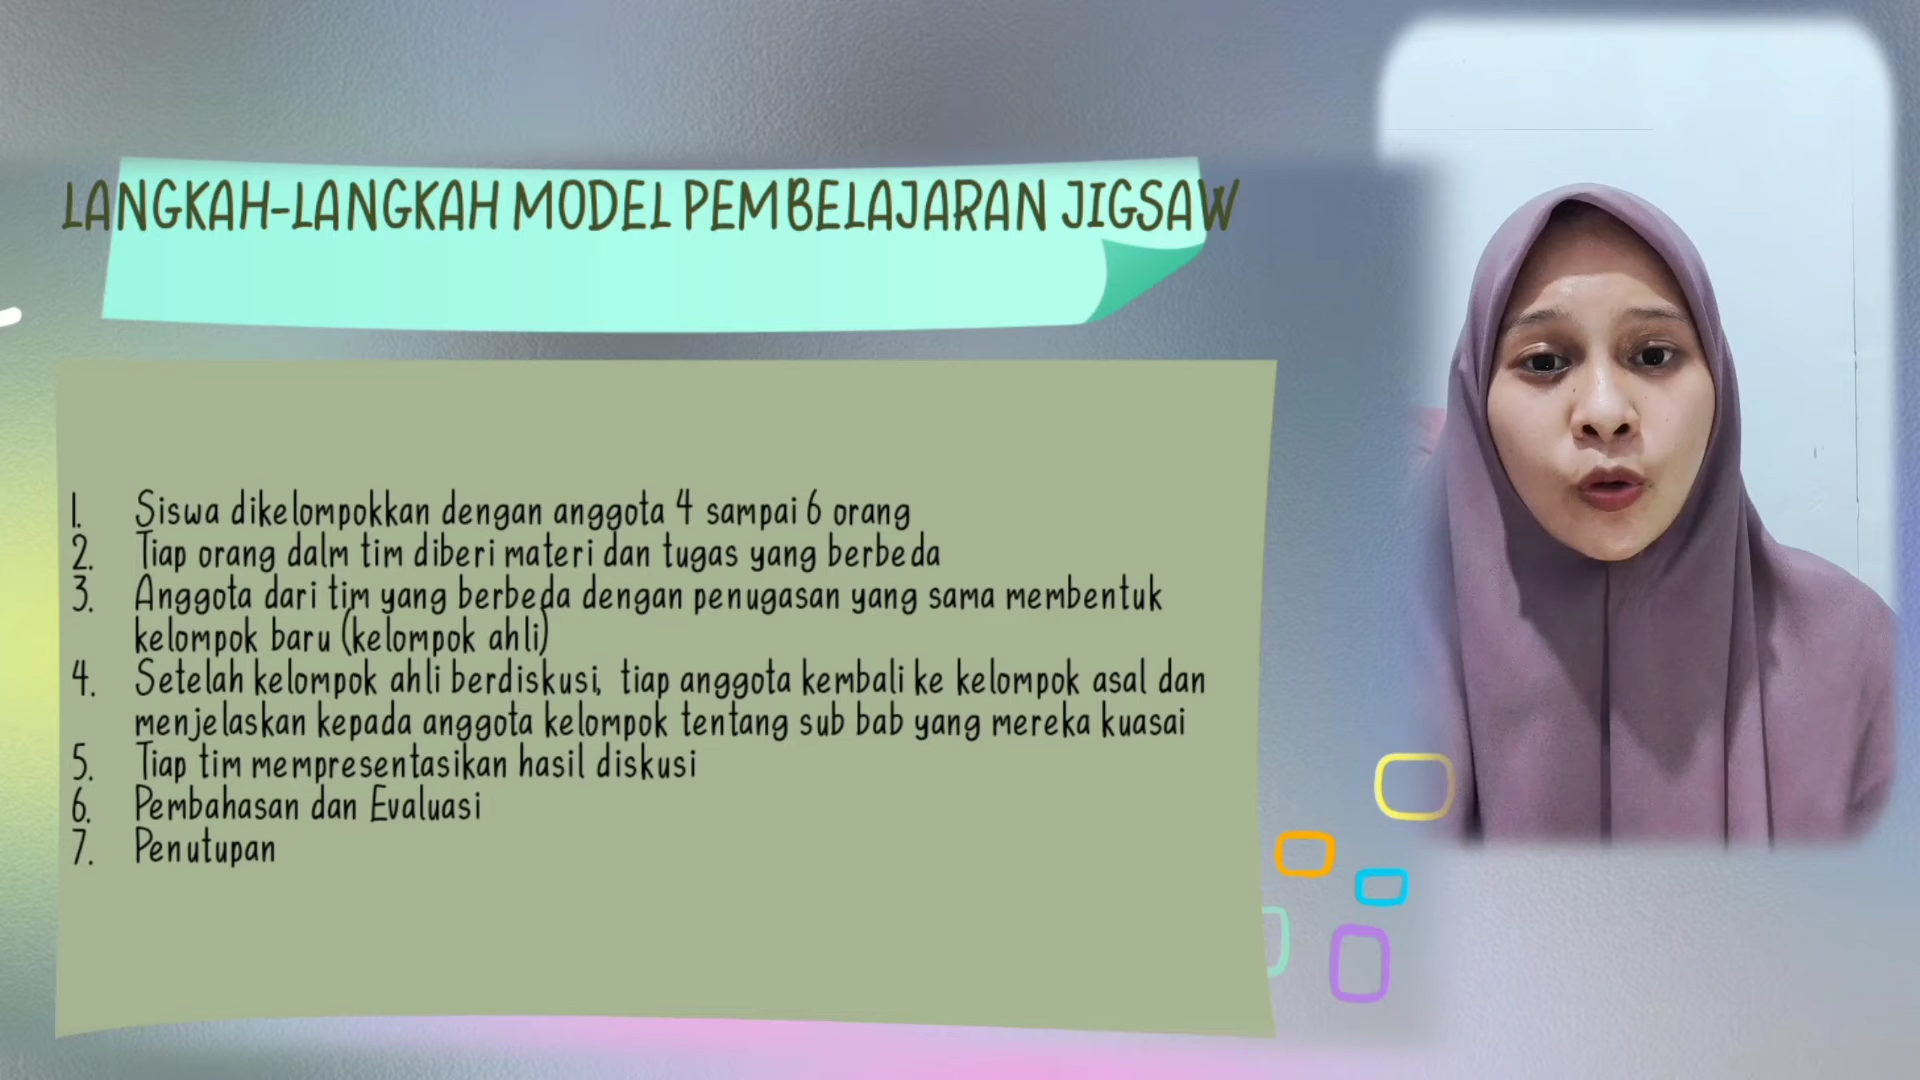 LANGKAH-LANGKAH MODEL PEMBELAJARAN JIGSAW
1. Siswa dikelompokkan dengan anggota 4 sampai 6 orang
2. Tiap orang dalm tim diberi materi dan tugas yang berbeda
3. Anggota dari tim yang berbeda dengan penugasan yang sama membentuk
kelompok baru (kelompok ahli)
4. Setelah kelompok ahli berdiskusi, tiap anggota kembali ke kelompok asal dan
menjelaskan kepada anggota kelompok tentang sub bab yang mereka kuasai
5. Tiap tim mempresentasikan hasil diskusi
6. Pembahasan dan Evaluasi
7. Penutupan